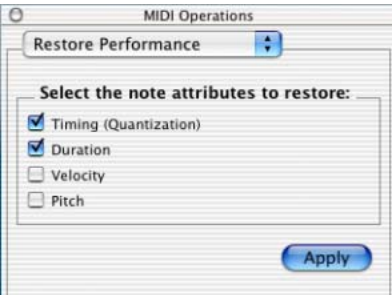 MIDI Operations
Restore Performance
Select the note attributes to restore:
Timing (Quantization)
Duration
Velocity
Pitch
Apply